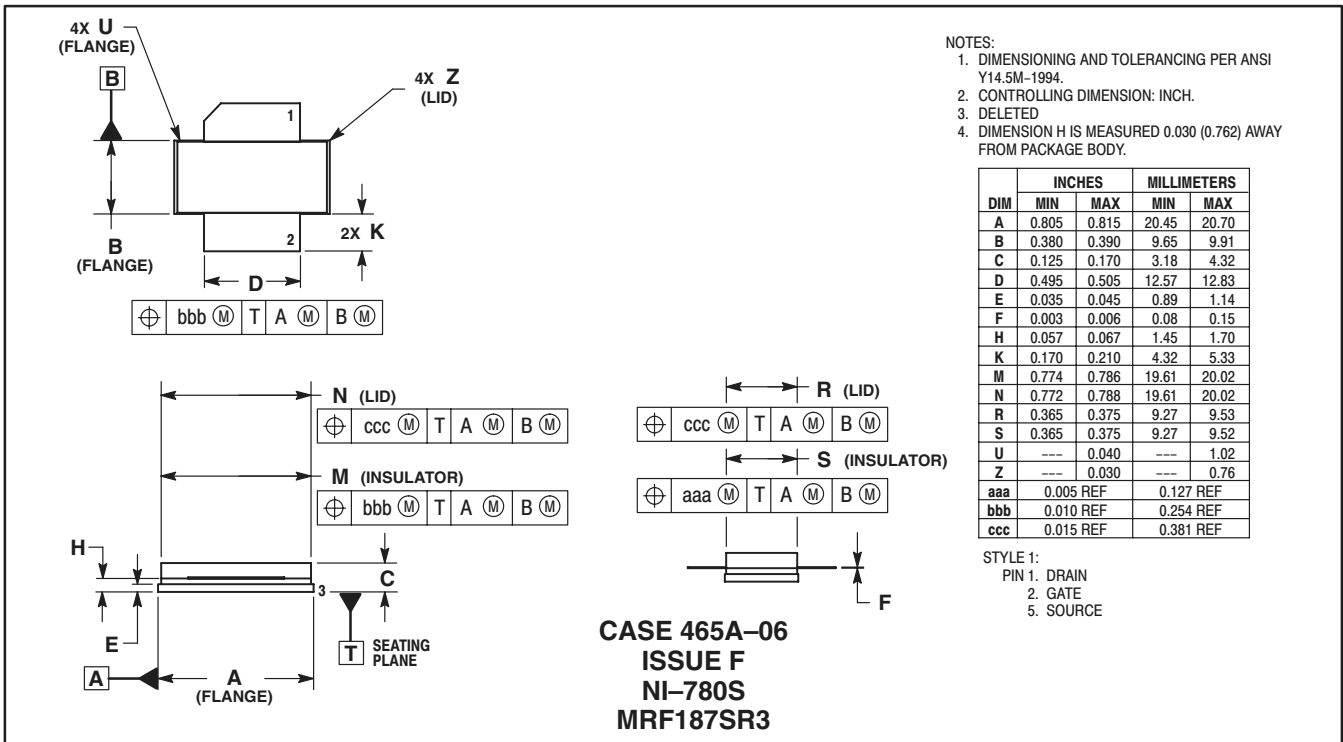 4X U
(FLANGE)
B
4X Z
(LID)
1
2X K
2
B
(FLANGE)
D
⌖ bbb Ⓜ T A Ⓜ B Ⓜ
N (LID)
⌖ ccc Ⓜ T A Ⓜ B Ⓜ
M (INSULATOR)
⌖ bbb Ⓜ T A Ⓜ B Ⓜ
R (LID)
⌖ ccc Ⓜ T A Ⓜ B Ⓜ
S (INSULATOR)
⌖ aaa Ⓜ T A Ⓜ B Ⓜ
H
C
3
E
T SEATING
PLANE
A
A
(FLANGE)
F
CASE 465A–06
ISSUE F
NI–780S
MRF187SR3
NOTES:
1. DIMENSIONING AND TOLERANCING PER ANSI
Y14.5M–1994.
2. CONTROLLING DIMENSION: INCH.
3. DELETED
4. DIMENSION H IS MEASURED 0.030 (0.762) AWAY
FROM PACKAGE BODY.
INCHES MILLIMETERS
DIM MIN MAX MIN MAX
A 0.805 0.815 20.45 20.70
B 0.380 0.390 9.65 9.91
C 0.125 0.170 3.18 4.32
D 0.495 0.505 12.57 12.83
E 0.035 0.045 0.89 1.14
F 0.003 0.006 0.08 0.15
H 0.057 0.067 1.45 1.70
K 0.170 0.210 4.32 5.33
M 0.774 0.786 19.61 20.02
N 0.772 0.788 19.61 20.02
R 0.365 0.375 9.27 9.53
S 0.365 0.375 9.27 9.52
U --- 0.040 --- 1.02
Z --- 0.030 --- 0.76
aaa 0.005 REF 0.127 REF
bbb 0.010 REF 0.254 REF
ccc 0.015 REF 0.381 REF
STYLE 1:
PIN 1. DRAIN
2. GATE
5. SOURCE